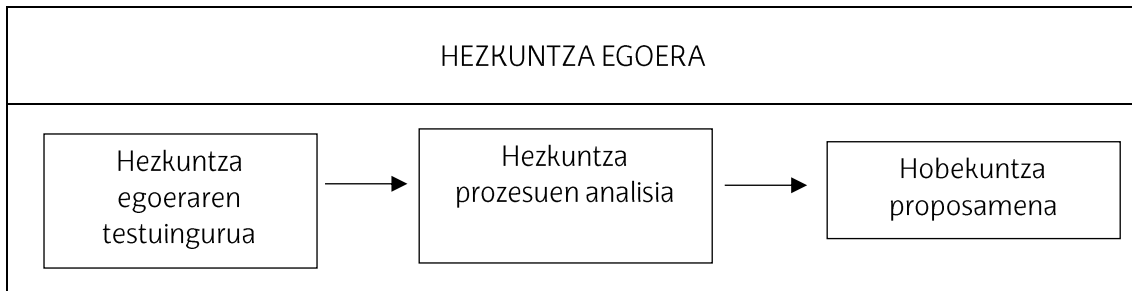 HEZKUNTZA EGOERA
Hezkuntza
egoeraren
testuingurua
Hezkuntza
prozesuen analisia
Hobekuntza
proposamena